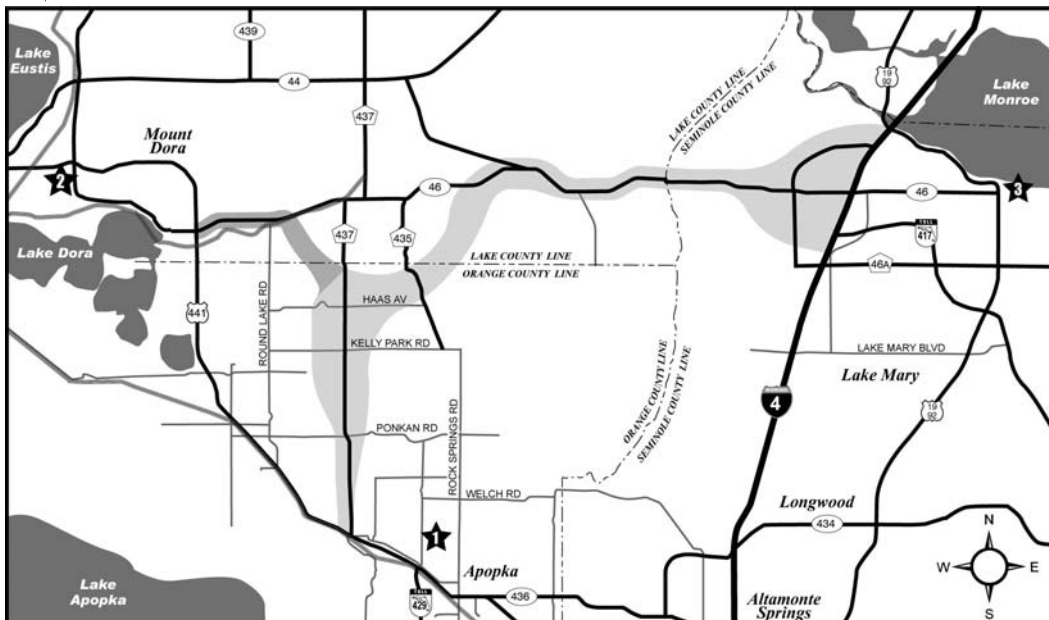 439
Lake
Eustis
44
19
92
Lake
Monroe
437
Mount
Dora
LAKE COUNTY LINE
SEMINOLE COUNTY LINE
2
46
46
3
Lake Dora
437
435
TOLL
417
LAKE COUNTY LINE
ORANGE COUNTY LINE
46A
HAAS AV
441
ROUND LAKE RD
KELLY PARK RD
LAKE MARY BLVD
Lake Mary
ORANGE COUNTY LINE
SEMINOLE COUNTY LINE
4
19
92
PONKAN RD
ROCK SPRINGS RD
WELCH RD
Longwood
434
1
N
W
E
S
Lake
Apopka
Apopka
TOLL
429
436
Altamonte
Springs